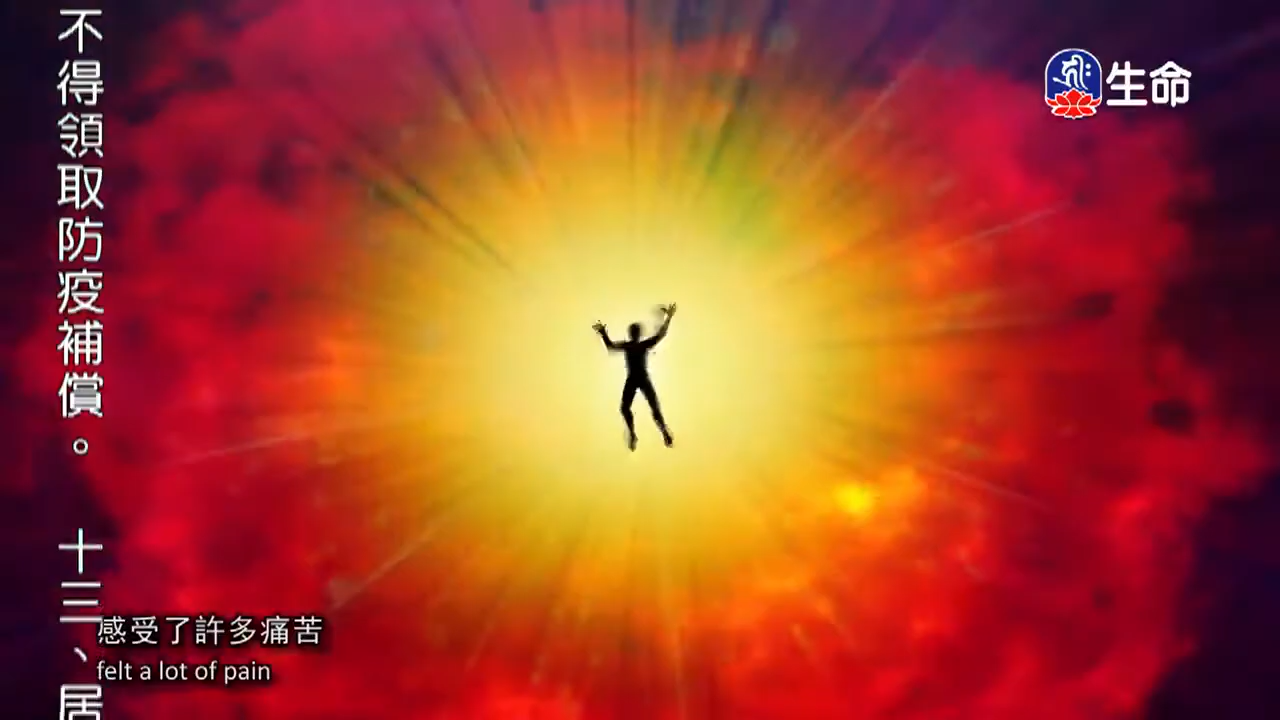 不得領取防疫補償。 十三、居
生命
感受了許多痛苦
felt a lot of pain